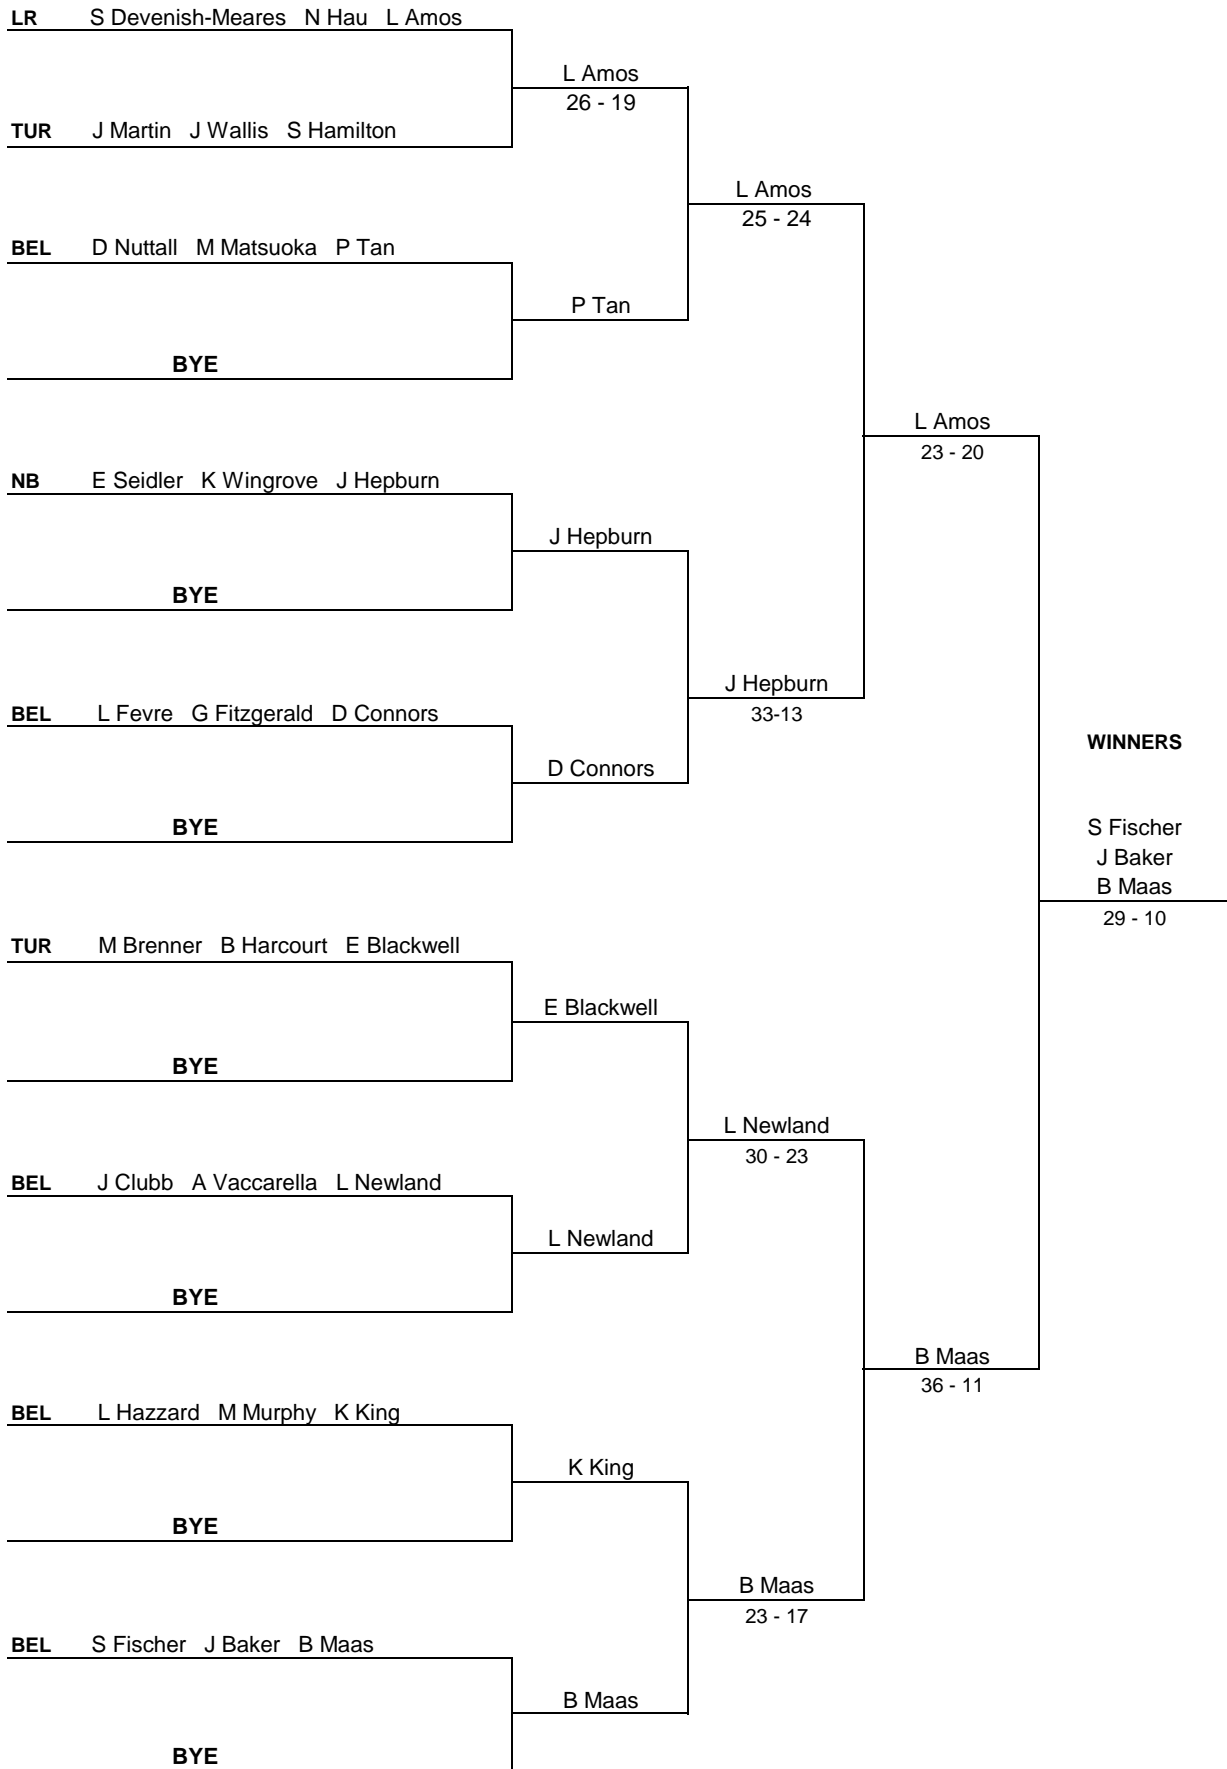 LR S Devenish-Meares N Hau L Amos
L Amos
26 - 19
TUR J Martin J Wallis S Hamilton
L Amos
25 - 24
BEL D Nuttall M Matsuoka P Tan
P Tan
BYE
L Amos
23 - 20
NB E Seidler K Wingrove J Hepburn
J Hepburn
BYE
J Hepburn
33-13
BEL L Fevre G Fitzgerald D Connors
WINNERS
D Connors
BYE
S Fischer
J Baker
B Maas
29 - 10
TUR M Brenner B Harcourt E Blackwell
E Blackwell
BYE
L Newland
30 - 23
BEL J Clubb A Vaccarella L Newland
L Newland
BYE
B Maas
36 - 11
BEL L Hazzard M Murphy K King
K King
BYE
B Maas
23 - 17
BEL S Fischer J Baker B Maas
B Maas
BYE